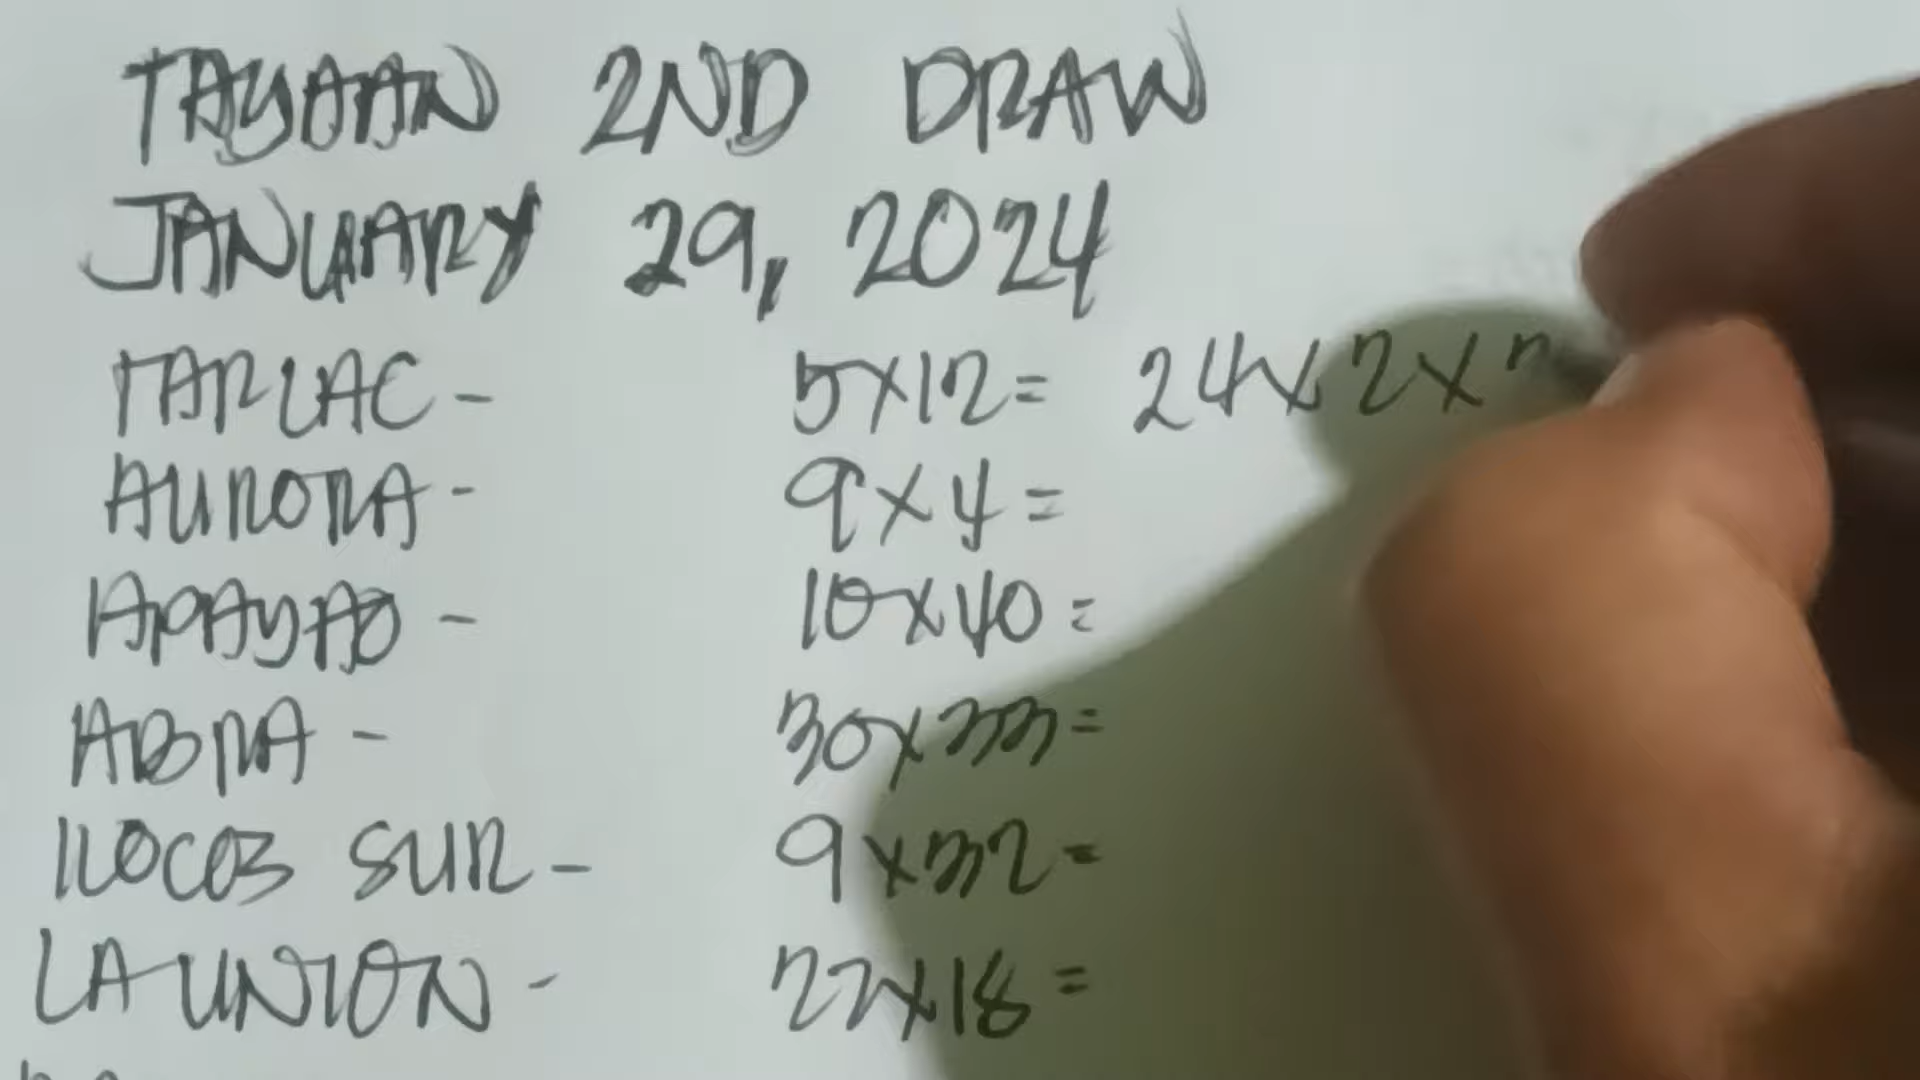 TAYAAN 2ND DRAW
JANUARY 29, 2024
TARLAC - 5X12= 24X2X
AURORA - 9X4=
APAYAO - 10X40=
ABRA - 30X33=
ILOCOS SUR - 9X32=
LA UNION - 22X18=